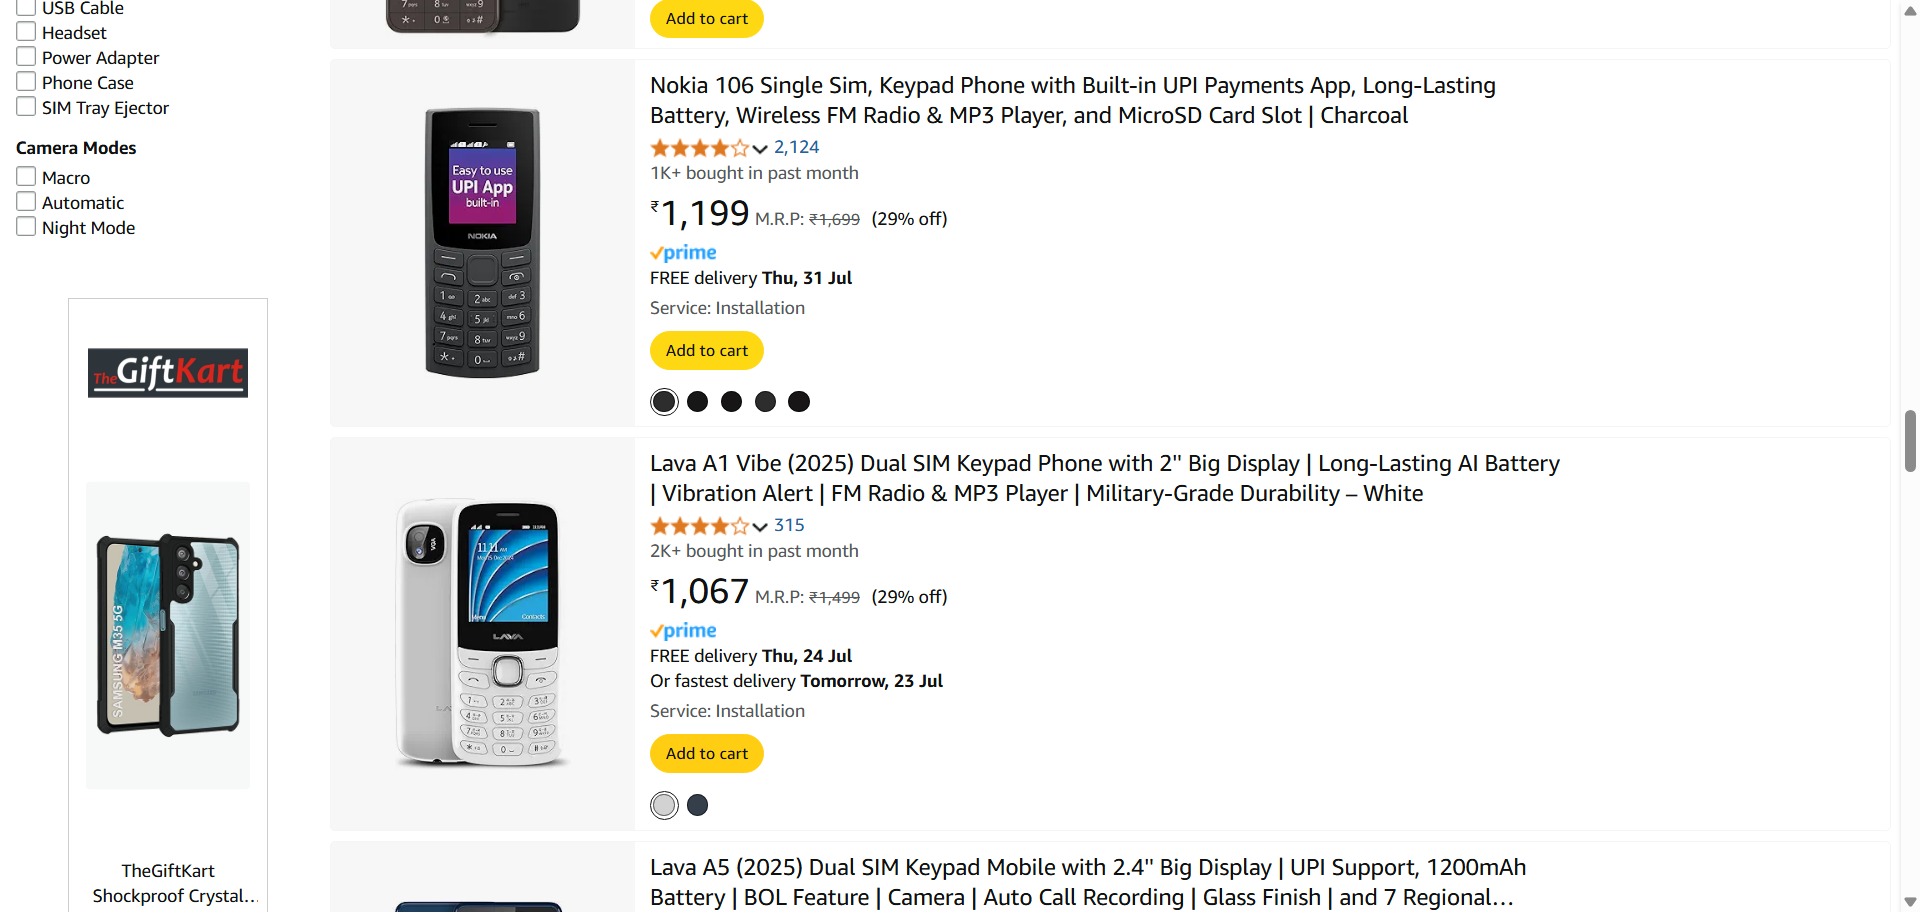 USB Cable
Headset
Power Adapter
Phone Case
SIM Tray Ejector
Camera Modes
Macro
Automatic
Night Mode
TheGiftKart
SAMSUNG M35 5G
TheGiftKart
Shockproof Crystal…
Add to cart
Easy to use
UPI App
built-in
NOKIA
Nokia 106 Single Sim, Keypad Phone with Built-in UPI Payments App, Long-Lasting
Battery, Wireless FM Radio & MP3 Player, and MicroSD Card Slot | Charcoal
2,124
1K+ bought in past month
₹1,199 M.R.P: ₹1,699 (29% off)
prime
FREE delivery Thu, 31 Jul
Service: Installation
Add to cart
VGA
11:11 AM
Menu Contacts
LAVA
Lava A1 Vibe (2025) Dual SIM Keypad Phone with 2" Big Display | Long-Lasting AI Battery
| Vibration Alert | FM Radio & MP3 Player | Military-Grade Durability – White
315
2K+ bought in past month
₹1,067 M.R.P: ₹1,499 (29% off)
prime
FREE delivery Thu, 24 Jul
Or fastest delivery Tomorrow, 23 Jul
Service: Installation
Add to cart
Lava A5 (2025) Dual SIM Keypad Mobile with 2.4" Big Display | UPI Support, 1200mAh
Battery | BOL Feature | Camera | Auto Call Recording | Glass Finish | and 7 Regional…